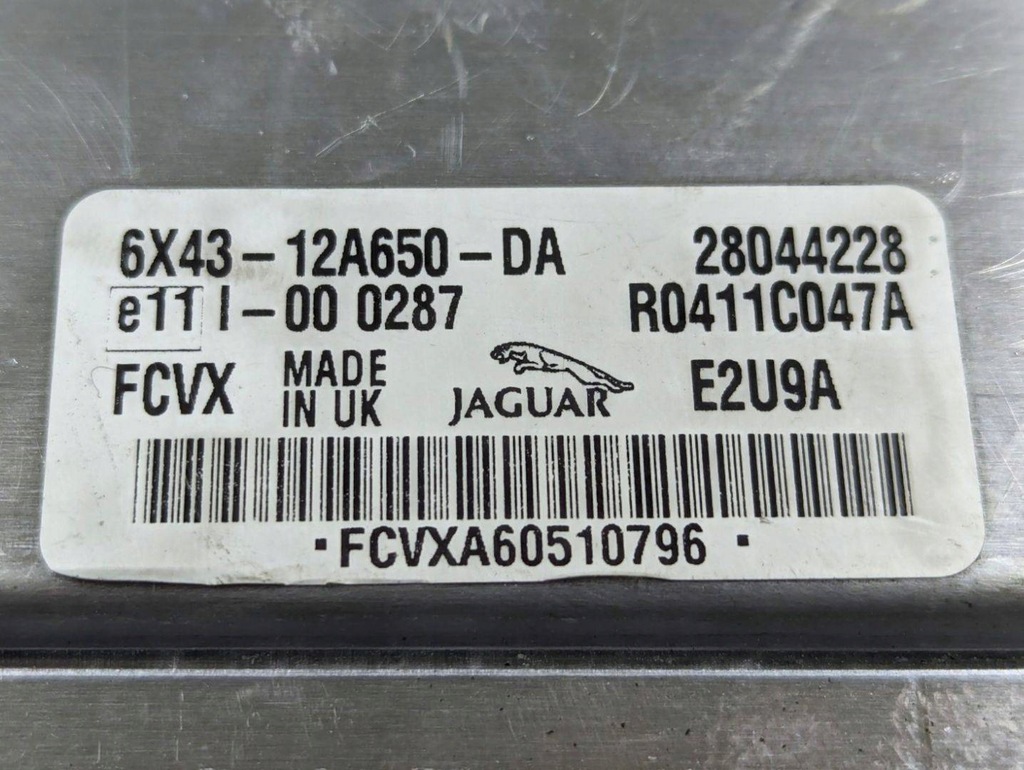 6X43-12A650-DA 28044228
e11 I-00 0287 R0411C047A
FCVX MADE IN UK JAGUAR E2U9A
·FCVXA60510796·